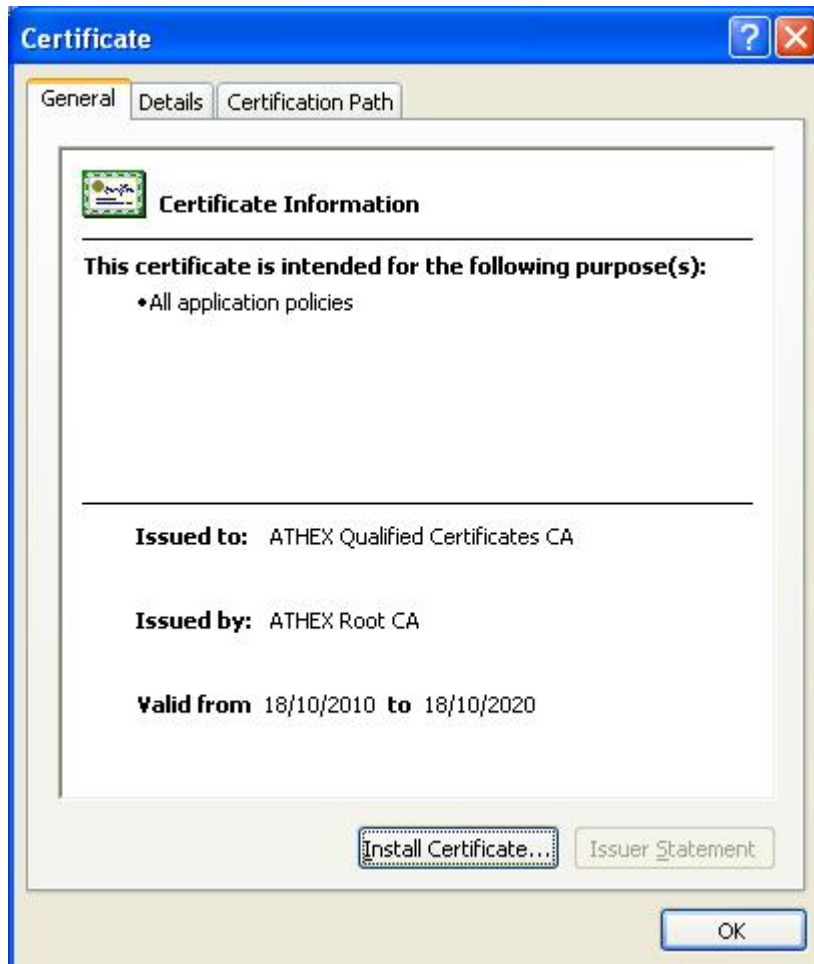 Certificate
General Details Certification Path
Certificate Information
This certificate is intended for the following purpose(s):
•All application policies
Issued to: ATHEX Qualified Certificates CA
Issued by: ATHEX Root CA
Valid from 18/10/2010 to 18/10/2020
Install Certificate... Issuer Statement
OK